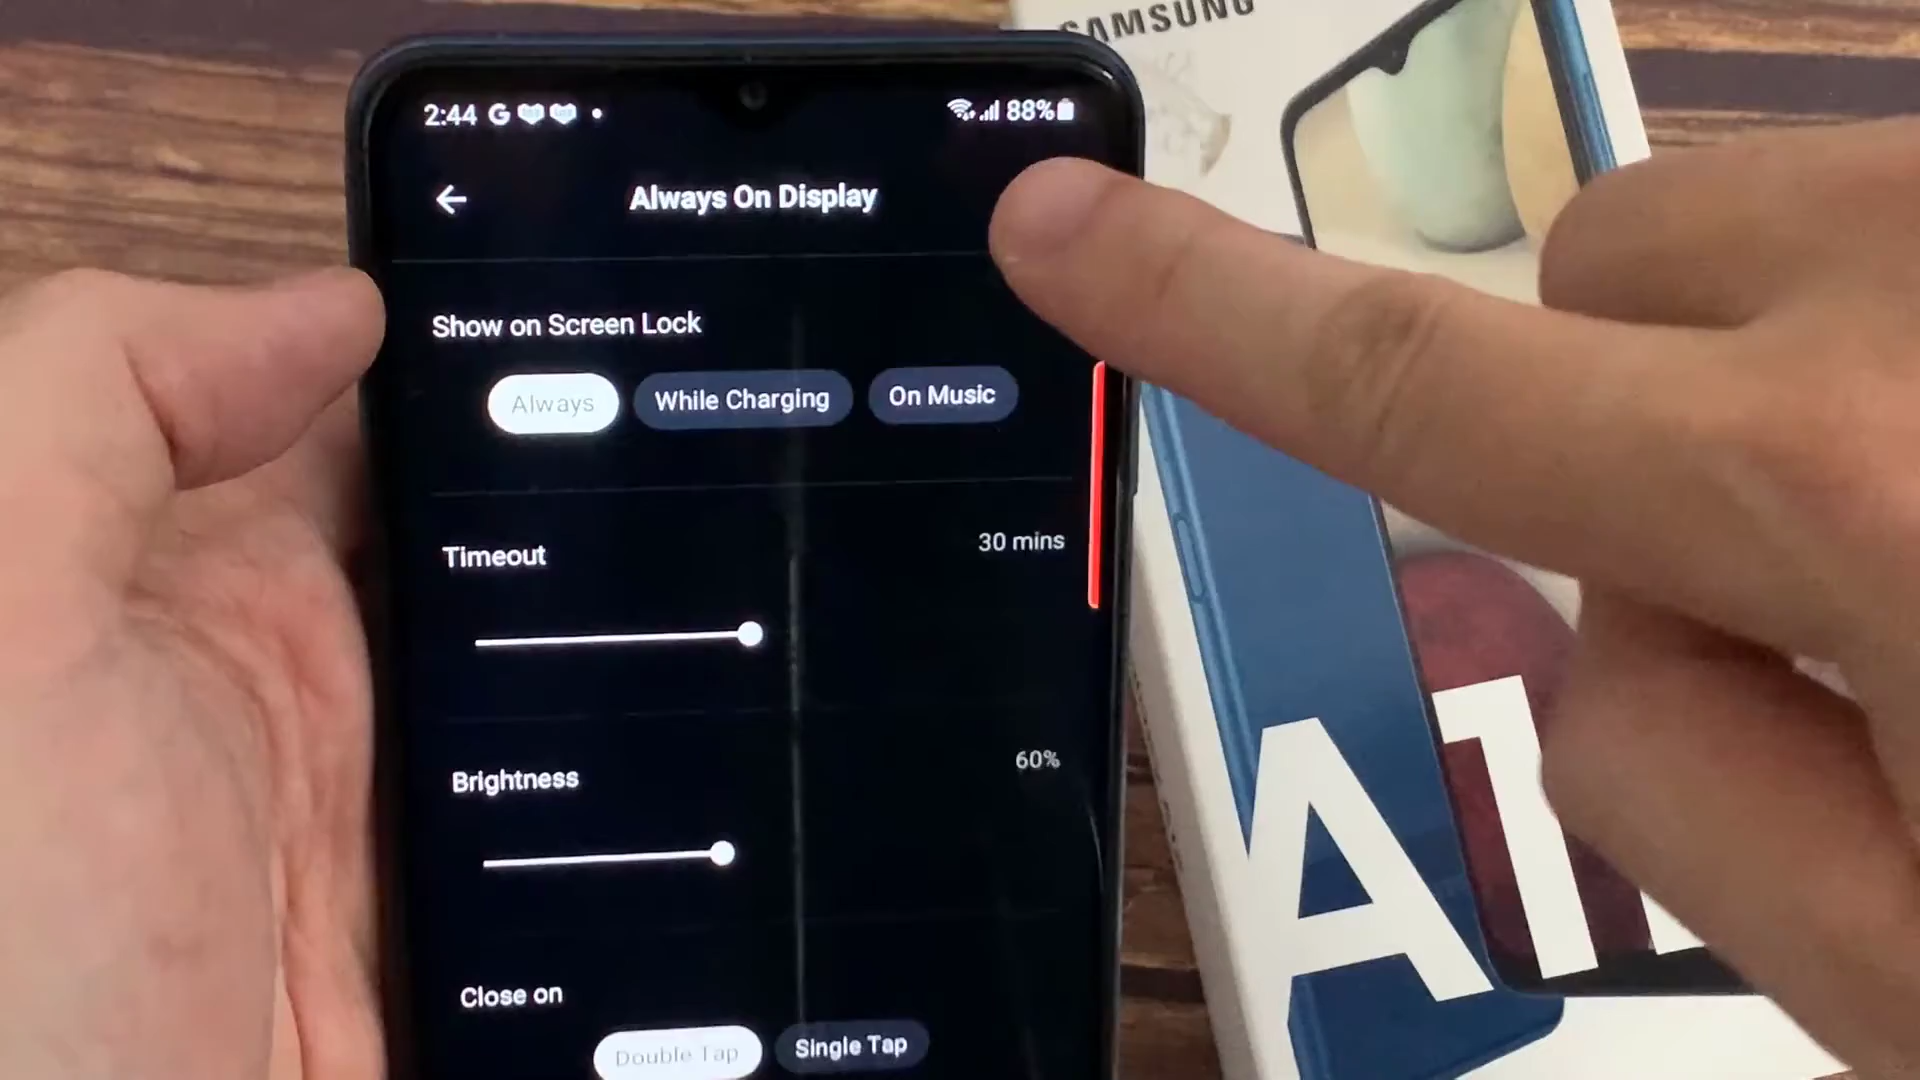 SAMSUNG
2:44 G 88%
Always On Display
Show on Screen Lock
Always While Charging On Music
Timeout 30 mins
Brightness 60%
Close on
Double Tap Single Tap